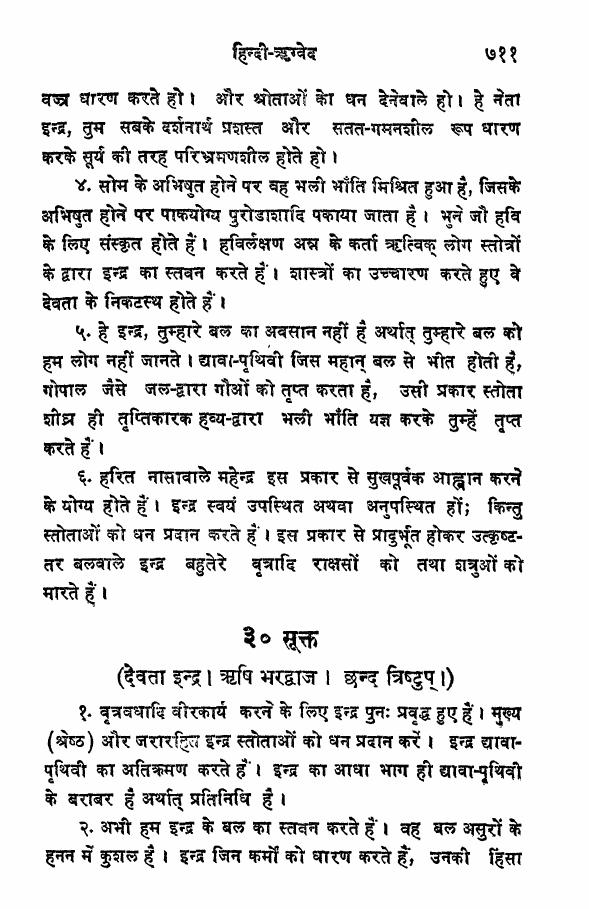 हिन्दी-ऋग्वेद ७११
वज्र धारण करते हो। और श्रोताओं को धन देनेवाले हो। हे नेता
इन्द्र, तुम सबके दर्शनार्थ प्रशस्त और सतत-गमनशील रूप धारण
करके सूर्य की तरह परिभ्रमणशील होते हो।
४. सोम के अभिषुत होने पर वह भली भाँति मिश्रित हुआ है, जिसके
अभिषुत होने पर पाकयोग्य पुरोडाशादि पकाया जाता है। भुने जौ हवि
के लिए संस्कृत होते हैं। हविर्लक्षण अन्न के कर्ता ऋत्विक् लोग स्तोत्रों
के द्वारा इन्द्र का स्तवन करते हैं। शास्त्रों का उच्चारण करते हुए वे
देवता के निकटस्थ होते हैं।
५. हे इन्द्र, तुम्हारे बल का अवसान नहीं है अर्थात् तुम्हारे बल को
हम लोग नहीं जानते। द्यावा-पृथिवी जिस महान् बल से भीत होती है,
गोपाल जैसे जल-द्वारा गौओं को तृप्त करता है, उसी प्रकार स्तोता
शीघ्र ही तृप्तिकारक हव्य-द्वारा भली भाँति यज्ञ करके तुम्हें तृप्त
करते हैं।
६. हरित नासावाले महेन्द्र इस प्रकार से सुखपूर्वक आह्वान करने
के योग्य होते हैं। इन्द्र स्वयं उपस्थित अथवा अनुपस्थित हों; किन्तु
स्तोताओं को धन प्रदान करते हैं। इस प्रकार से प्रादुर्भूत होकर उत्कृष्ट-
तर बलवाले इन्द्र बहुतेरे वृत्रादि राक्षसों को तथा शत्रुओं को
मारते हैं।
३० सूक्त
(देवता इन्द्र। ऋषि भरद्वाज। छन्द त्रिष्टुप्।)
१. वृत्रवधादि वीरकार्य करने के लिए इन्द्र पुनः प्रवृद्ध हुए हैं। मुख्य
(श्रेष्ठ) और जरारहित इन्द्र स्तोताओं को धन प्रदान करें। इन्द्र द्यावा-
पृथिवी का अतिक्रमण करते हैं। इन्द्र का आधा भाग ही द्यावा-पृथिवी
के बराबर है अर्थात् प्रतिनिधि है।
२. अभी हम इन्द्र के बल का स्तवन करते हैं। वह बल असुरों के
हनन में कुशल है। इन्द्र जिन कर्मों को धारण करते हैं, उनकी हिंसा